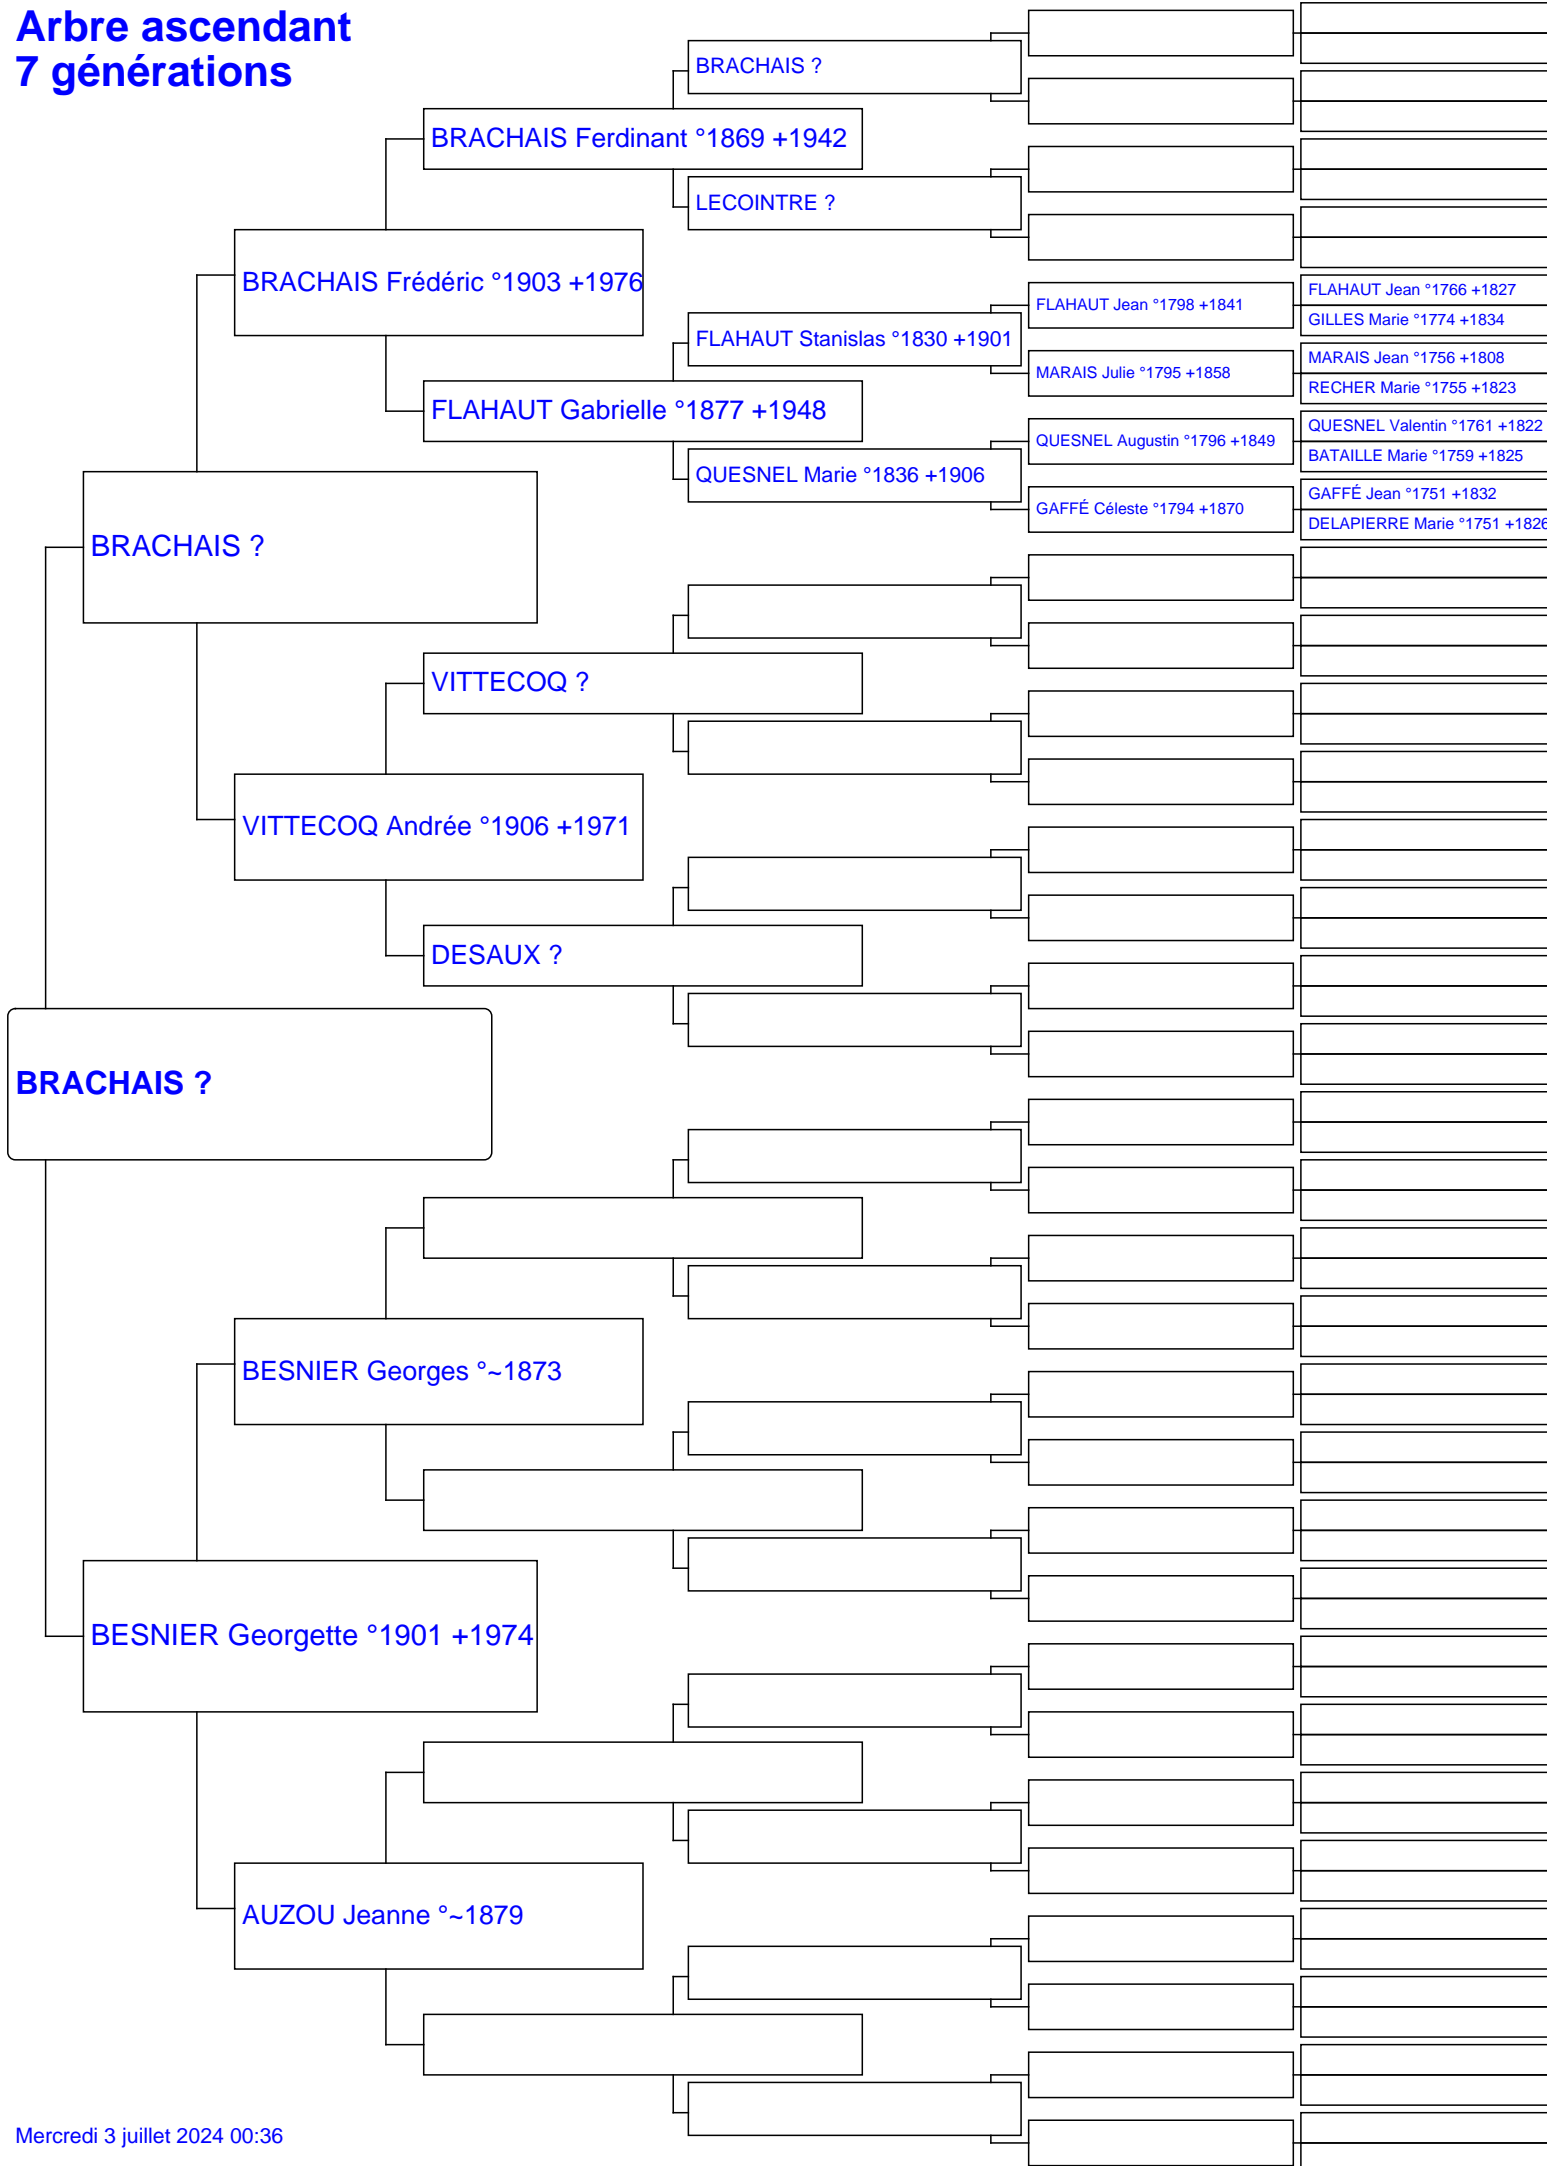 Arbre ascendant
7 générations
BRACHAIS ?
BRACHAIS Ferdinant °1869 +1942
LECOINTRE ?
BRACHAIS Frédéric °1903 +1976
FLAHAUT Jean °1766 +1827
FLAHAUT Jean °1798 +1841
GILLES Marie °1774 +1834
FLAHAUT Stanislas °1830 +1901
MARAIS Jean °1756 +1808
MARAIS Julie °1795 +1858
RECHER Marie °1755 +1823
FLAHAUT Gabrielle °1877 +1948
QUESNEL Valentin °1761 +1822
QUESNEL Augustin °1796 +1849
BATAILLE Marie °1759 +1825
QUESNEL Marie °1836 +1906
GAFFÉ Jean °1751 +1832
GAFFÉ Céleste °1794 +1870
DELAPIERRE Marie °1751 +1826
BRACHAIS ?
VITTECOQ ?
VITTECOQ Andrée °1906 +1971
DESAUX ?
BRACHAIS ?
BESNIER Georges °~1873
BESNIER Georgette °1901 +1974
AUZOU Jeanne °~1879
Mercredi 3 juillet 2024 00:36